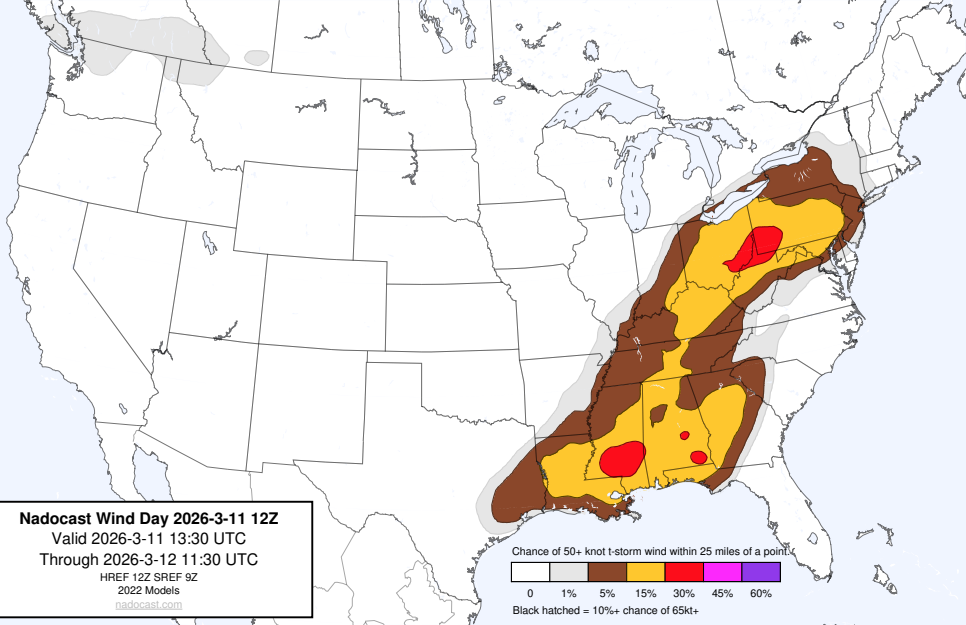 Nadocast Wind Day 2026-3-11 12Z
Valid 2026-3-11 13:30 UTC
Through 2026-3-12 11:30 UTC
HREF 12Z SREF 9Z
2022 Models
nadocast.com
Chance of 50+ knot t-storm wind within 25 miles of a point.
0 1% 5% 15% 30% 45% 60%
Black hatched = 10%+ chance of 65kt+